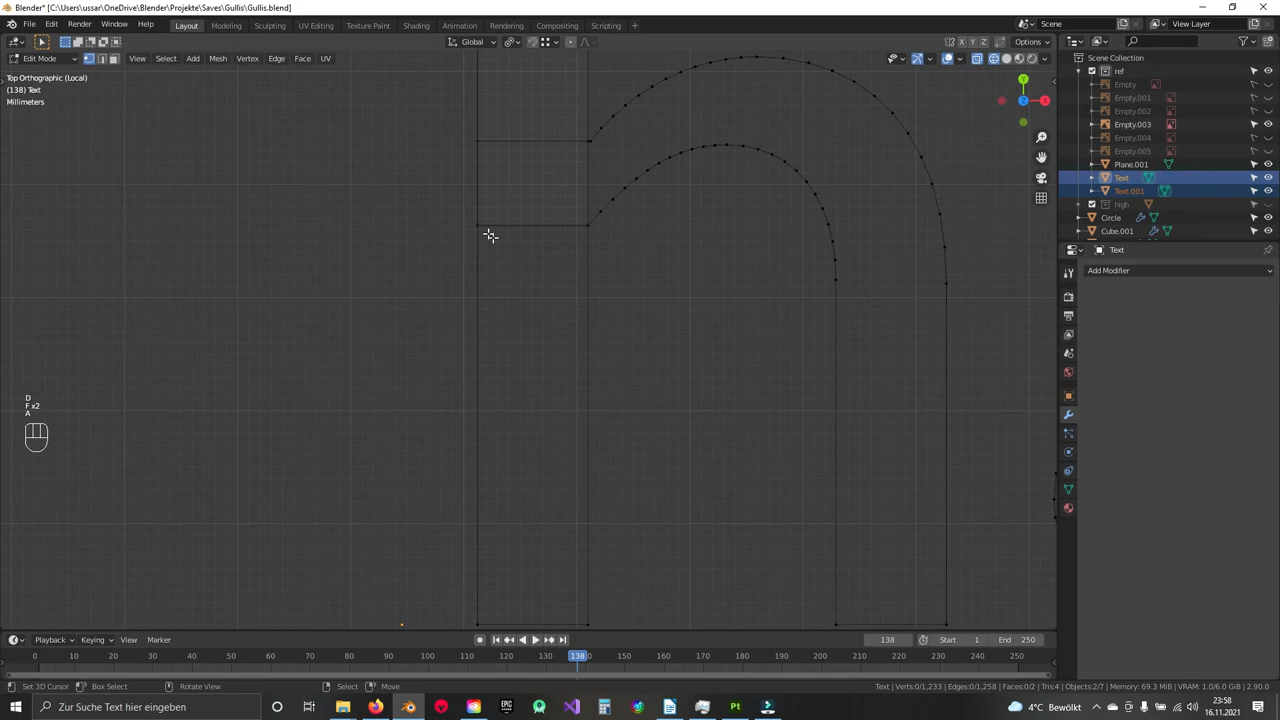 Blender* [C:\Users\ussar\OneDrive\Blender\Projekte\Saves\Gullis.blend]
File Edit Render Window Help Layout Modeling Sculpting UV Editing Texture Paint Shading Animation Rendering Compositing Scripting + Scene View Layer
Global X Y Z Options
Edit Mode View Select Add Mesh Vertex Edge Face UV
Top Orthographic (Local)
(138) Text
Millimeters
Y
X
Z
Scene Collection
ref
Empty
Empty.001
Empty.002
Empty.003
Empty.004
Empty.005
Plane.001
Text
Text.001
high
Circle
Cube.001
Text
Add Modifier
D
F x2
A
Playback Keying View Marker 138 Start 1 End 250
0 10 20 30 40 50 60 70 80 90 100 110 120 130 138 150 160 170 180 190 200 210 220 230 240 250
Set 3D Cursor Box Select Rotate View Select Move Text | Verts:0/1,233 | Edges:0/1,258 | Faces:0/2 | Tris:4 | Objects:2/7 | Memory: 69.3 MiB | VRAM: 1.0/6.0 GiB | 2.90.0
Zur Suche Text hier eingeben 4°C Bewölkt 23:58
16.11.2021